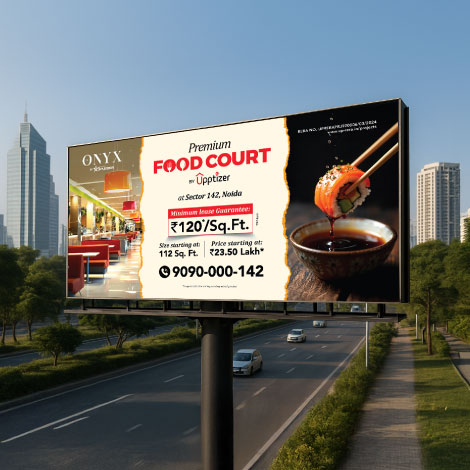 ONYX
Premium
FOOD COURT
BY Upptizer
at Sector 142, Noida
Minimum lease Guarantee:
₹120*/Sq.Ft.
Size starting at:
112 Sq. Ft.
Price starting at:
₹23.50 Lakh*
9090-000-142